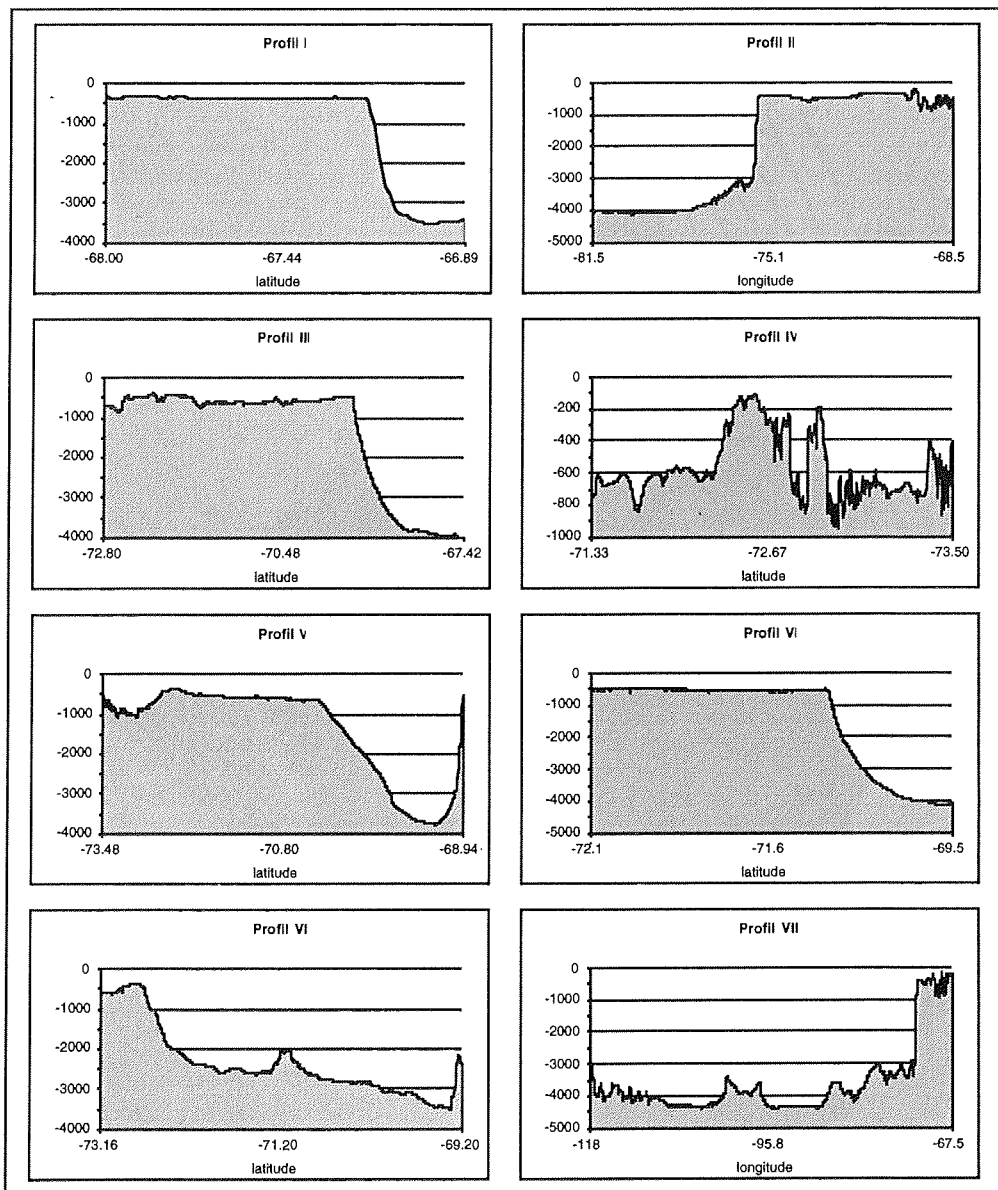 Profil I
0
-1000
-2000
-3000
-4000
-68.00 -67.44 -66.89
latitude
Profil II
0
-1000
-2000
-3000
-4000
-5000
-81.5 -75.1 -68.5
longitude
Profil III
0
-1000
-2000
-3000
-4000
-72.80 -70.48 -67.42
latitude
Profil IV
0
-200
-400
-600
-800
-1000
-71.33 -72.67 -73.50
latitude
Profil V
0
-1000
-2000
-3000
-4000
-73.48 -70.80 -68.94
latitude
Profil VI
0
-1000
-2000
-3000
-4000
-5000
-72.1 -71.6 -69.5
latitude
Profil VI
0
-1000
-2000
-3000
-4000
-73.16 -71.20 -69.20
latitude
Profil VII
0
-1000
-2000
-3000
-4000
-5000
-118 -95.8 -67.5
longitude